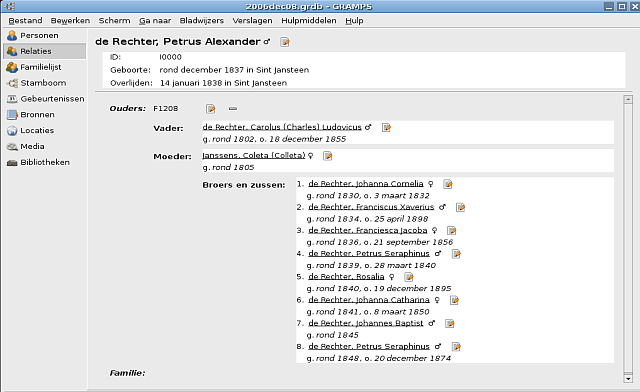 2006dec08.grdb - GRAMPS
Bestand Bewerken Scherm Ga naar Bladwijzers Verslagen Hulpmiddelen Hulp
Personen
Relaties
Familielijst
Stamboom
Gebeurtenissen
Bronnen
Locaties
Media
Bibliotheken
de Rechter, Petrus Alexander ♂
ID: I0000
Geboorte: rond december 1837 in Sint Jansteen
Overlijden: 14 januari 1838 in Sint Jansteen
Ouders: F1208
Vader: de Rechter, Carolus (Charles) Ludovicus ♂
g. rond 1802, o. 18 december 1855
Moeder: Janssens, Coleta (Colleta) ♀
g. rond 1805
Broers en zussen: 1. de Rechter, Johanna Cornelia ♀
g. rond 1830, o. 3 maart 1832
2. de Rechter, Franciscus Xaverius ♂
g. rond 1834, o. 25 april 1898
3. de Rechter, Franciesca Jacoba ♀
g. rond 1836, o. 21 september 1856
4. de Rechter, Petrus Seraphinus ♂
g. rond 1839, o. 28 maart 1840
5. de Rechter, Rosalia ♀
g. rond 1840, o. 19 december 1895
6. de Rechter, Johanna Catharina ♀
g. rond 1841, o. 8 maart 1850
7. de Rechter, Johannes Baptist ♂
g. rond 1845
8. de Rechter, Petrus Seraphinus ♂
g. rond 1848, o. 20 december 1874
Familie: